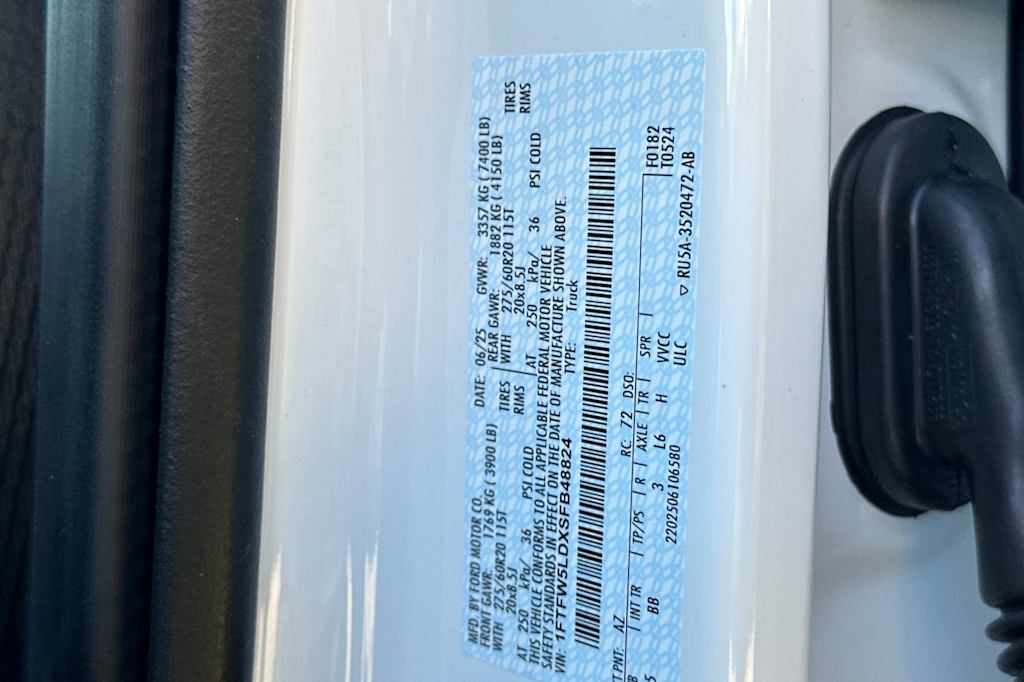 MFD. BY FORD MOTOR CO. DATE: 06/25 GVWR: 3357 KG ( 7400 LB)
FRONT GAWR: 1769 KG ( 3900 LB) REAR GAWR: 1882 KG ( 4150 LB)
WITH 275/60R20 115T TIRES WITH 275/60R20 115T TIRES
20x8.5J RIMS 20x8.5J RIMS
AT 250 kPa/ 36 PSI COLD AT 250 kPa/ 36 PSI COLD
THIS VEHICLE CONFORMS TO ALL APPLICABLE FEDERAL MOTOR VEHICLE
SAFETY STANDARDS IN EFFECT ON THE DATE OF MANUFACTURE SHOWN ABOVE.
VIN: 1FTFW5LDXSFB48824 TYPE: Truck
T PNT: AZ RC: 72 DSO: F0182
B INT TR TP/PS R AXLE TR SPR T0524
5 BB 3 L6 H VVCC
2202506106580 ULC ▽ RU5A-3520472-AB